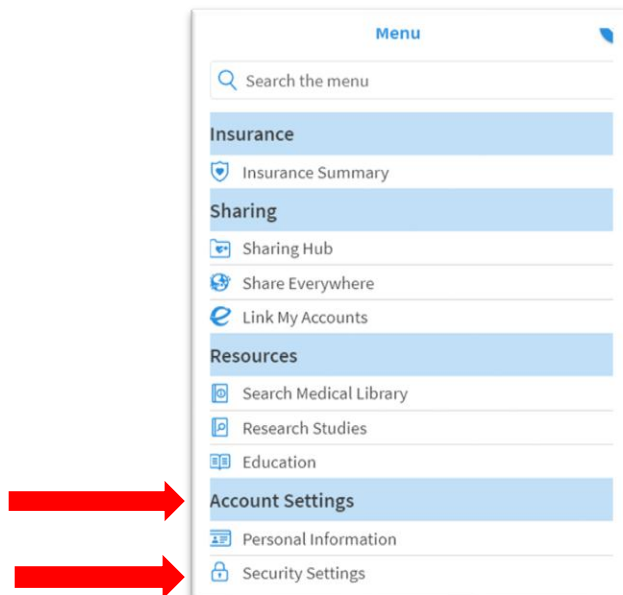 Menu
Search the menu
Insurance
Insurance Summary
Sharing
Sharing Hub
Share Everywhere
Link My Accounts
Resources
Search Medical Library
Research Studies
Education
Account Settings
Personal Information
Security Settings